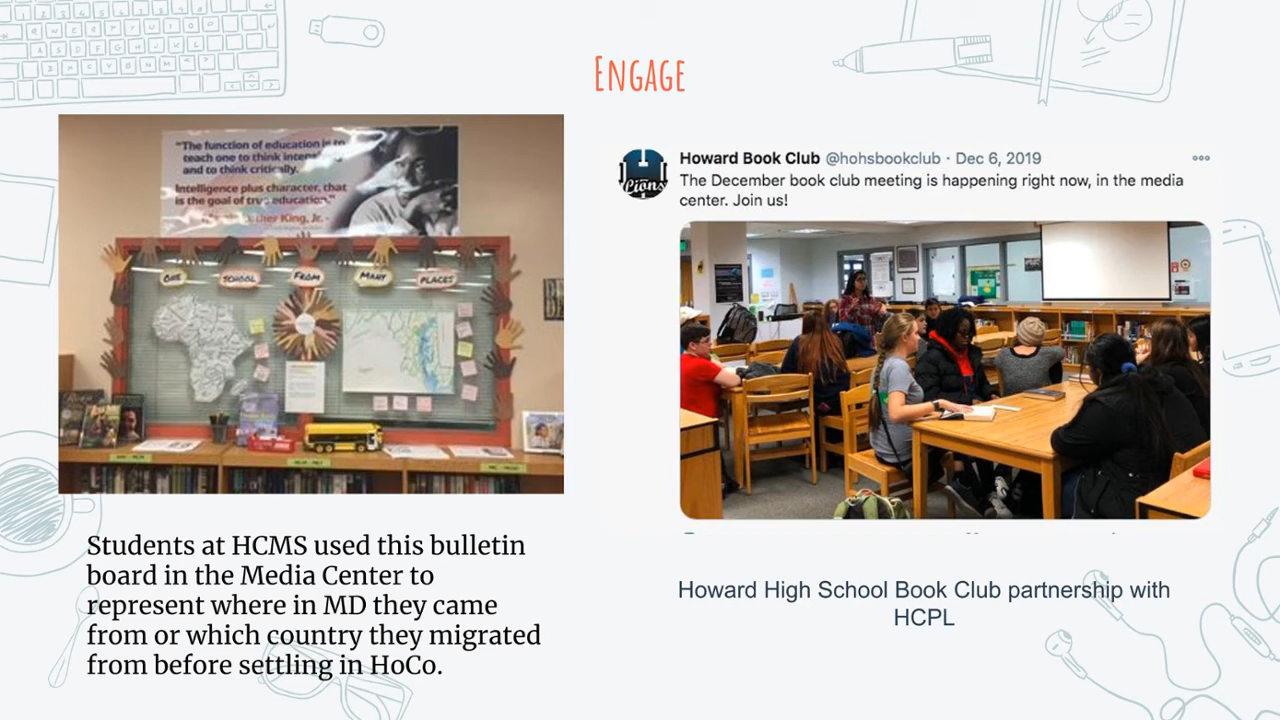 ENGAGE
"The function of education is to
teach one to think intensively
and to think critically.
Intelligence plus character, that
is the goal of true education."
Luther King, Jr. -
ONE SCHOOL FROM MANY PLACES
Students at HCMS used this bulletin
board in the Media Center to
represent where in MD they came
from or which country they migrated
from before settling in HoCo.
Howard Book Club @hohsbookclub · Dec 6, 2019
Lions
The December book club meeting is happening right now, in the media
center. Join us!
Howard High School Book Club partnership with
HCPL